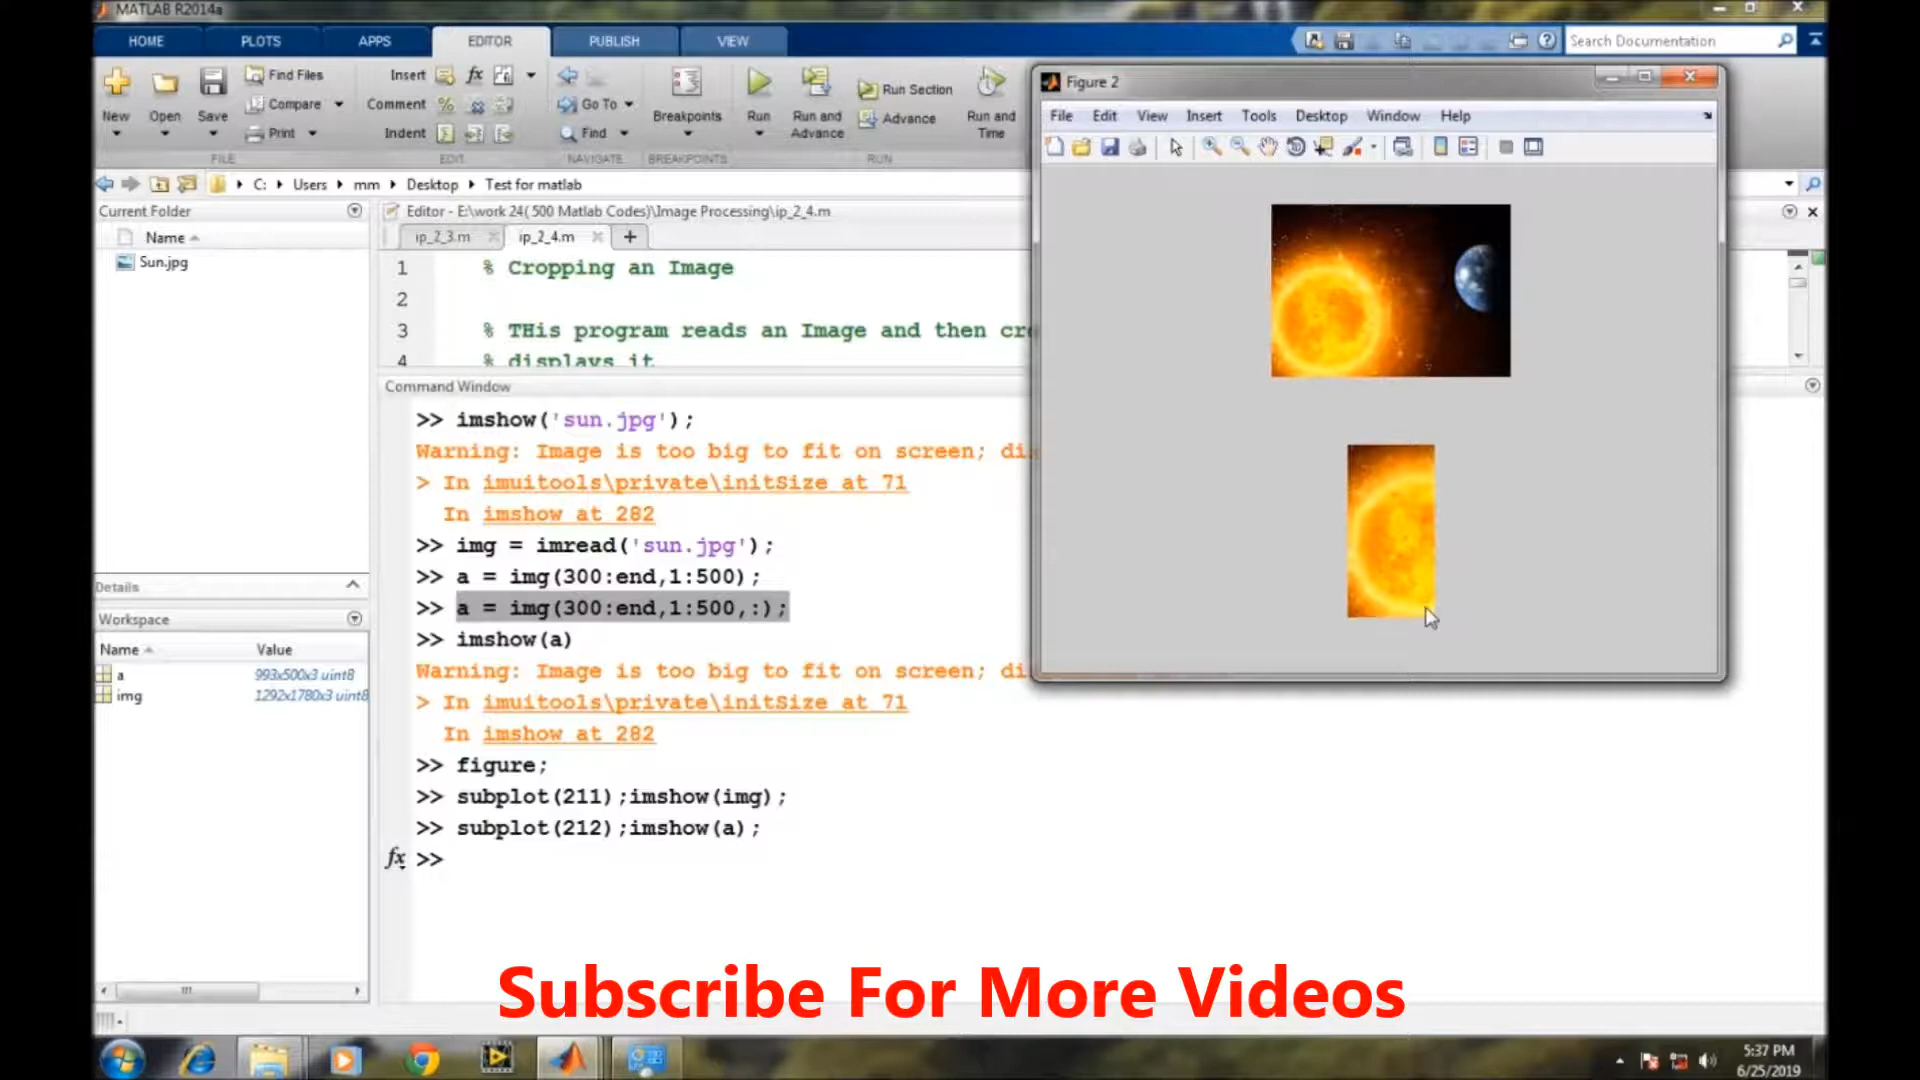 MATLAB R2014a
HOME PLOTS APPS EDITOR PUBLISH VIEW
Search Documentation
New Open Save
Find Files
Compare
Print
FILE
Insert
Comment
Indent
EDIT
Go To
Find
NAVIGATE
Breakpoints
BREAKPOINTS
Run
Run and Advance
Run Section
Advance
Run and Time
RUN
C: Users mm Desktop Test for matlab
Current Folder
Name
Sun.jpg
Details
Workspace
Name Value
a 993x500x3 uint8
img 1292x1780x3 uint8
Editor - E:\work 24( 500 Matlab Codes)\Image Processing\ip_2_4.m
ip_2_3.m ip_2_4.m
1 % Cropping an Image
2
3 % THis program reads an Image and then
4 % displays it
Command Window
>> imshow('sun.jpg');
Warning: Image is too big to fit on screen;
> In imuitools\private\initSize at 71
In imshow at 282
>> img = imread('sun.jpg');
>> a = img(300:end,1:500);
>> a = img(300:end,1:500,:);
>> imshow(a)
Warning: Image is too big to fit on screen;
> In imuitools\private\initSize at 71
In imshow at 282
>> figure;
>> subplot(211);imshow(img);
>> subplot(212);imshow(a);
fx >>
Figure 2
File Edit View Insert Tools Desktop Window Help
Subscribe For More Videos
5:37 PM
6/25/2019